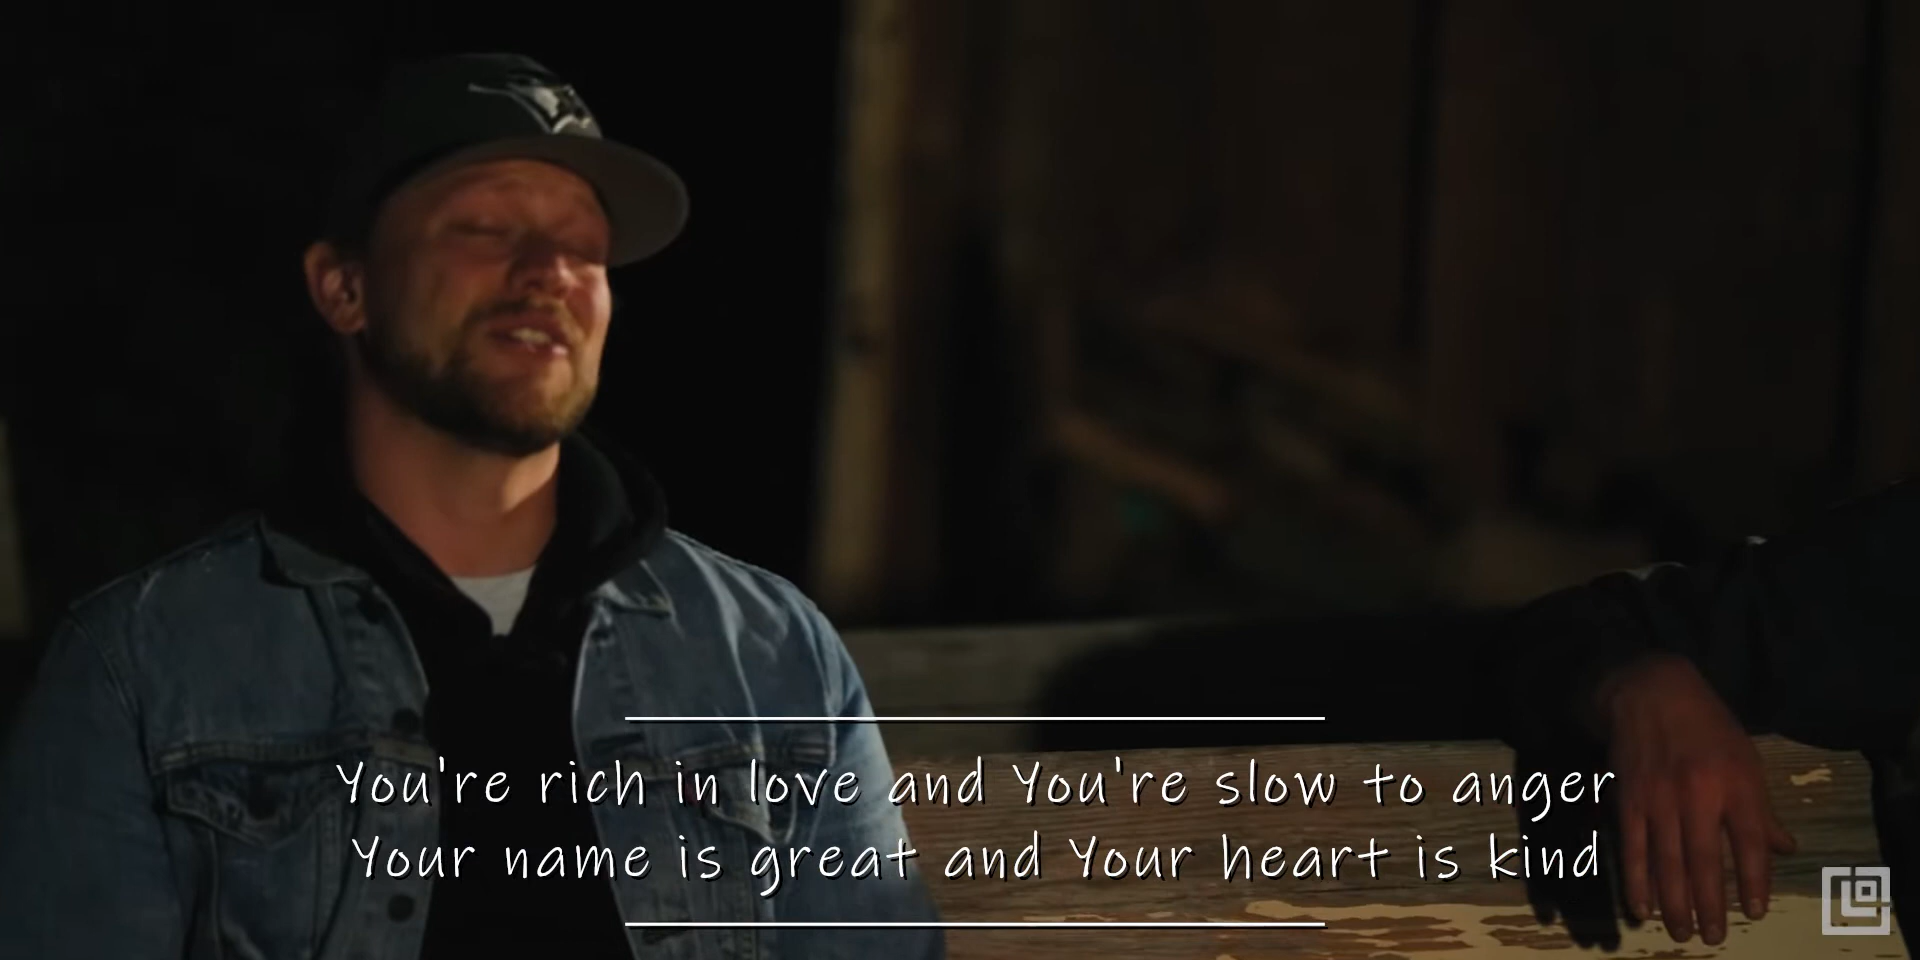 You're rich in love and You're slow to anger
Your name is great and Your heart is kind